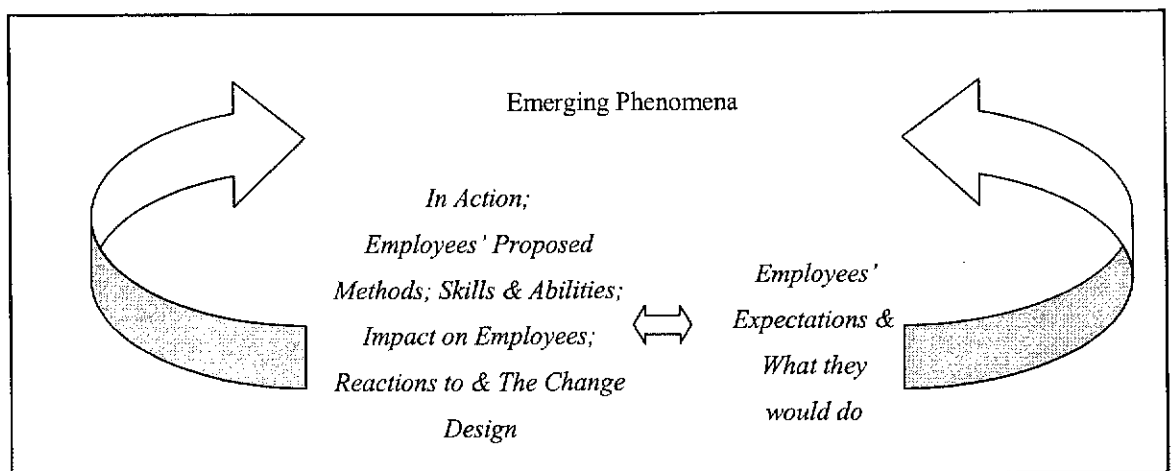 Emerging Phenomena
In Action;
Employees' Proposed
Methods; Skills & Abilities;
Impact on Employees;
Reactions to & The Change
Design
Employees'
Expectations &
What they
would do